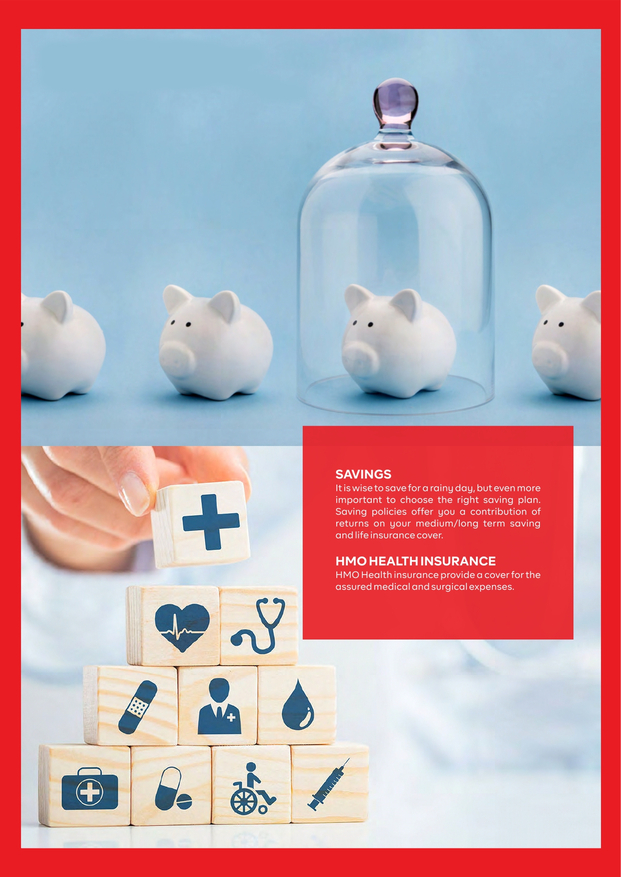 SAVINGS
It is wise to save for a rainy day, but even more
important to choose the right saving plan.
Saving policies offer you a contribution of
returns on your medium/long term saving
and life insurance cover.
HMO HEALTH INSURANCE
HMO Health insurance provide a cover for the
assured medical and surgical expenses.